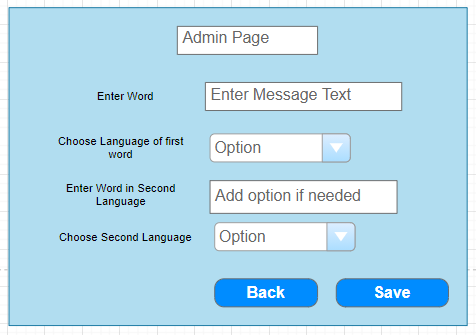 Admin Page
Enter Word
Enter Message Text
Choose Language of first
word
Option
Enter Word in Second
Language
Add option if needed
Choose Second Language
Option
Back
Save